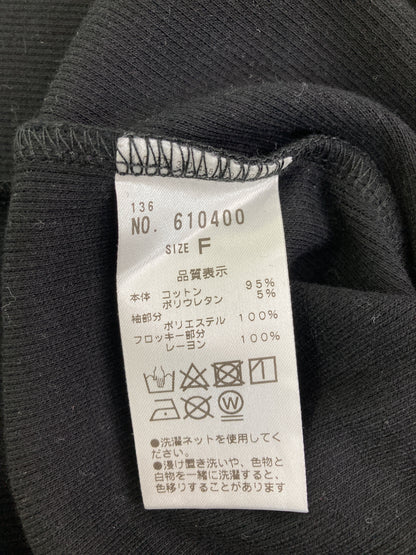 136
NO. 610400
SIZE F
品質表示
本体 コットン 95%
ポリウレタン 5%
袖部分
ポリエステル 100%
フロッキー部分
レーヨン 100%
●洗濯ネットを使用してく
ださい。
●浸け置き洗いや、色物と
白物を一緒に洗濯すると、
色移りすることがあります